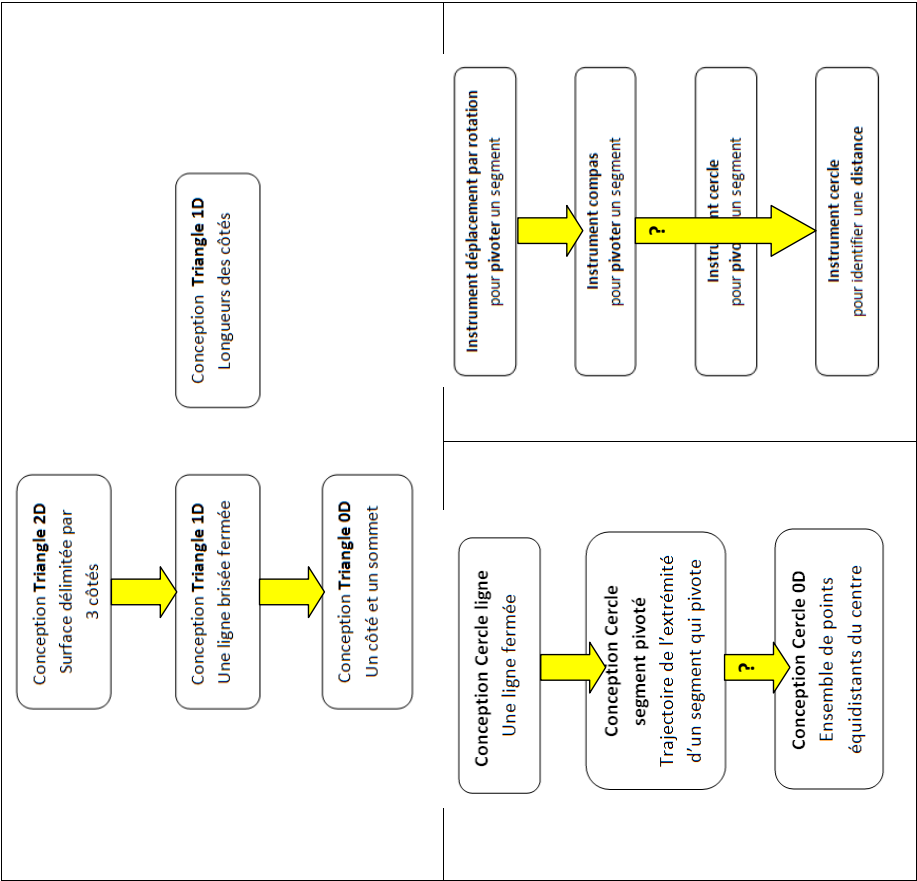 Conception Triangle 2D
Surface délimitée par
3 côtés
Conception Triangle 1D
Une ligne brisée fermée
Conception Triangle 1D
Longueurs des côtés
Conception Triangle 0D
Un côté et un sommet
Conception Cercle ligne
Une ligne fermée
Conception Cercle
segment pivoté
Trajectoire de l'extrémité
d'un segment qui pivote
?
Conception Cercle 0D
Ensemble de points
équidistants du centre
Instrument déplacement par rotation
pour pivoter un segment
Instrument compas
pour pivoter un segment
?
Instrument cercle
pour pivoter un segment
Instrument cercle
pour identifier une distance